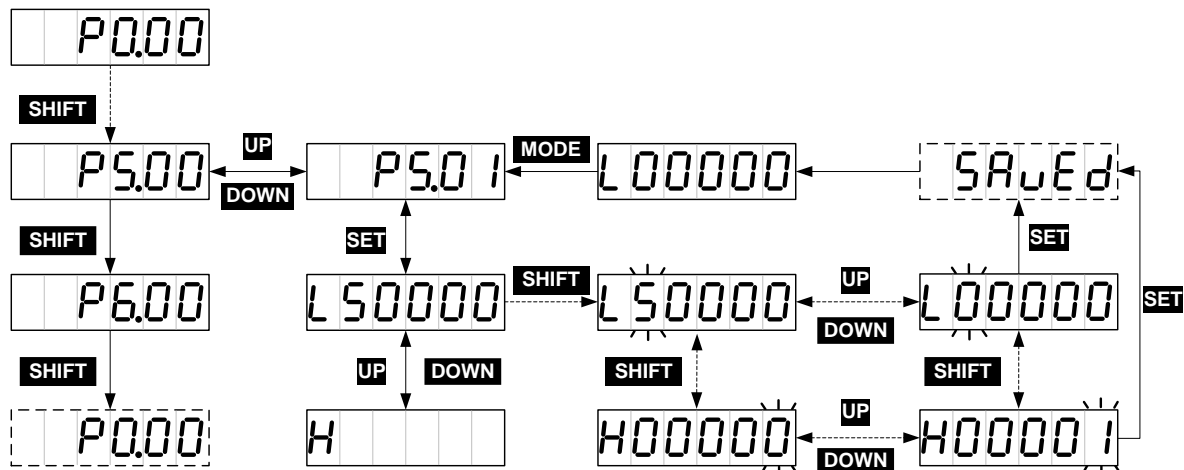 P0.00
SHIFT
P5.00
UP
DOWN
P5.01
MODE
L00000
SAvEd
SHIFT
SET
SET
P6.00
L50000
SHIFT
L50000
UP
DOWN
L00000
SET
SHIFT
UP
DOWN
SHIFT
SHIFT
P0.00
H
H00000
UP
DOWN
H00001